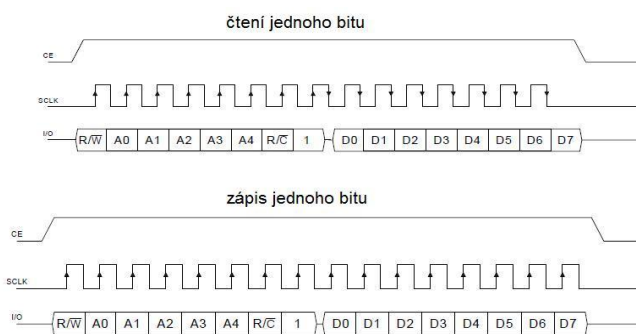 čtení jednoho bitu
CE
SCLK
I/O R/W̅ A0 A1 A2 A3 A4 R/C̅ 1 D0 D1 D2 D3 D4 D5 D6 D7
zápis jednoho bitu
CE
SCLK
I/O R/W̅ A0 A1 A2 A3 A4 R/C̅ 1 D0 D1 D2 D3 D4 D5 D6 D7